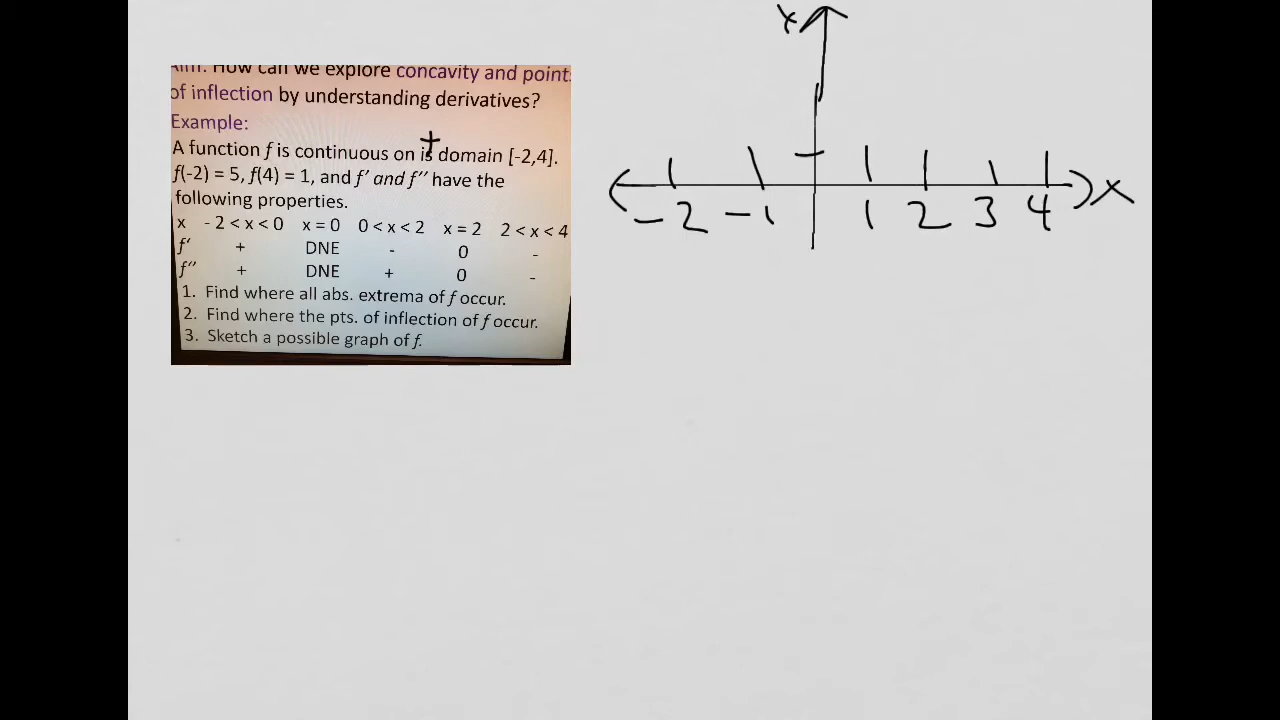 Aim: How can we explore concavity and point
of inflection by understanding derivatives?
Example:
t
A function f is continuous on is domain [-2,4].
f(-2) = 5, f(4) = 1, and f' and f'' have the
following properties.
x - 2 < x < 0 x = 0 0 < x < 2 x = 2 2 < x < 4
f' + DNE - 0 -
f'' + DNE + 0 -
1. Find where all abs. extrema of f occur.
2. Find where the pts. of inflection of f occur.
3. Sketch a possible graph of f.
Y
x
-2 -1 1 2 3 4